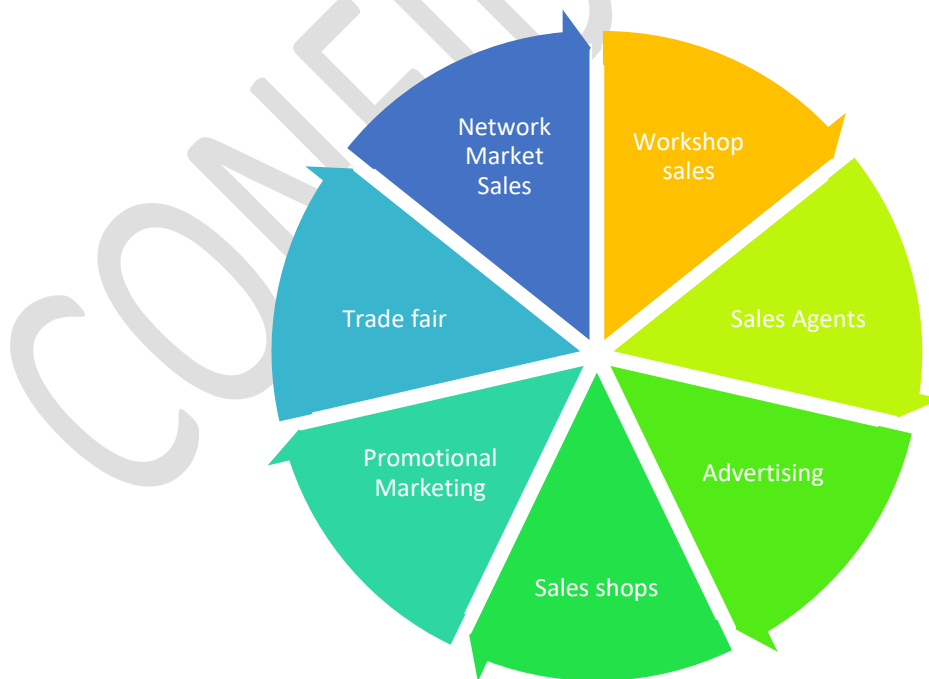 Network
Market
Sales
Workshop
sales
Trade fair
Sales Agents
Promotional
Marketing
Advertising
Sales shops